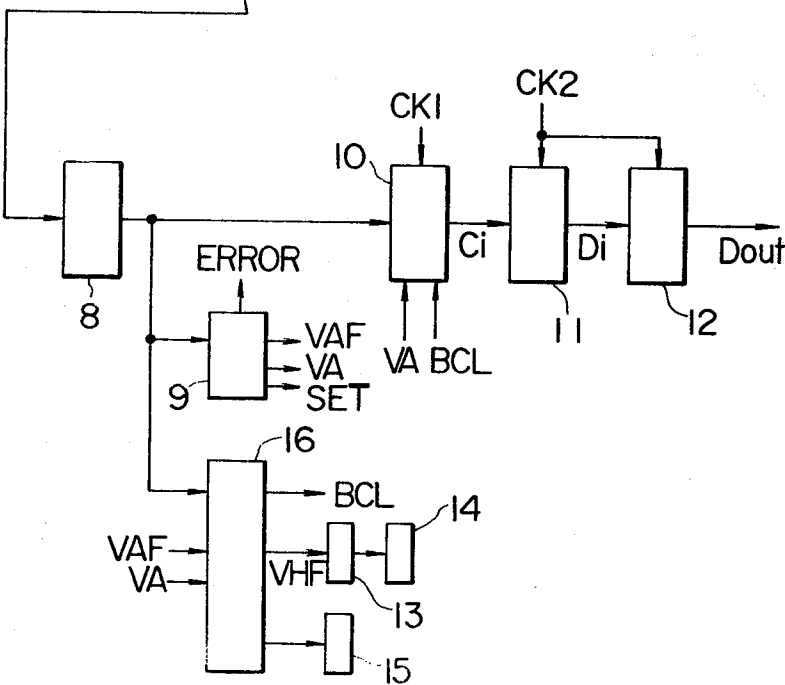 CK2
CK1
10
Ci
Di
Dout
8
ERROR
11
12
VAF
VA
BCL
VA
9
SET
16
BCL
14
VAF
VHF
VA
13
15